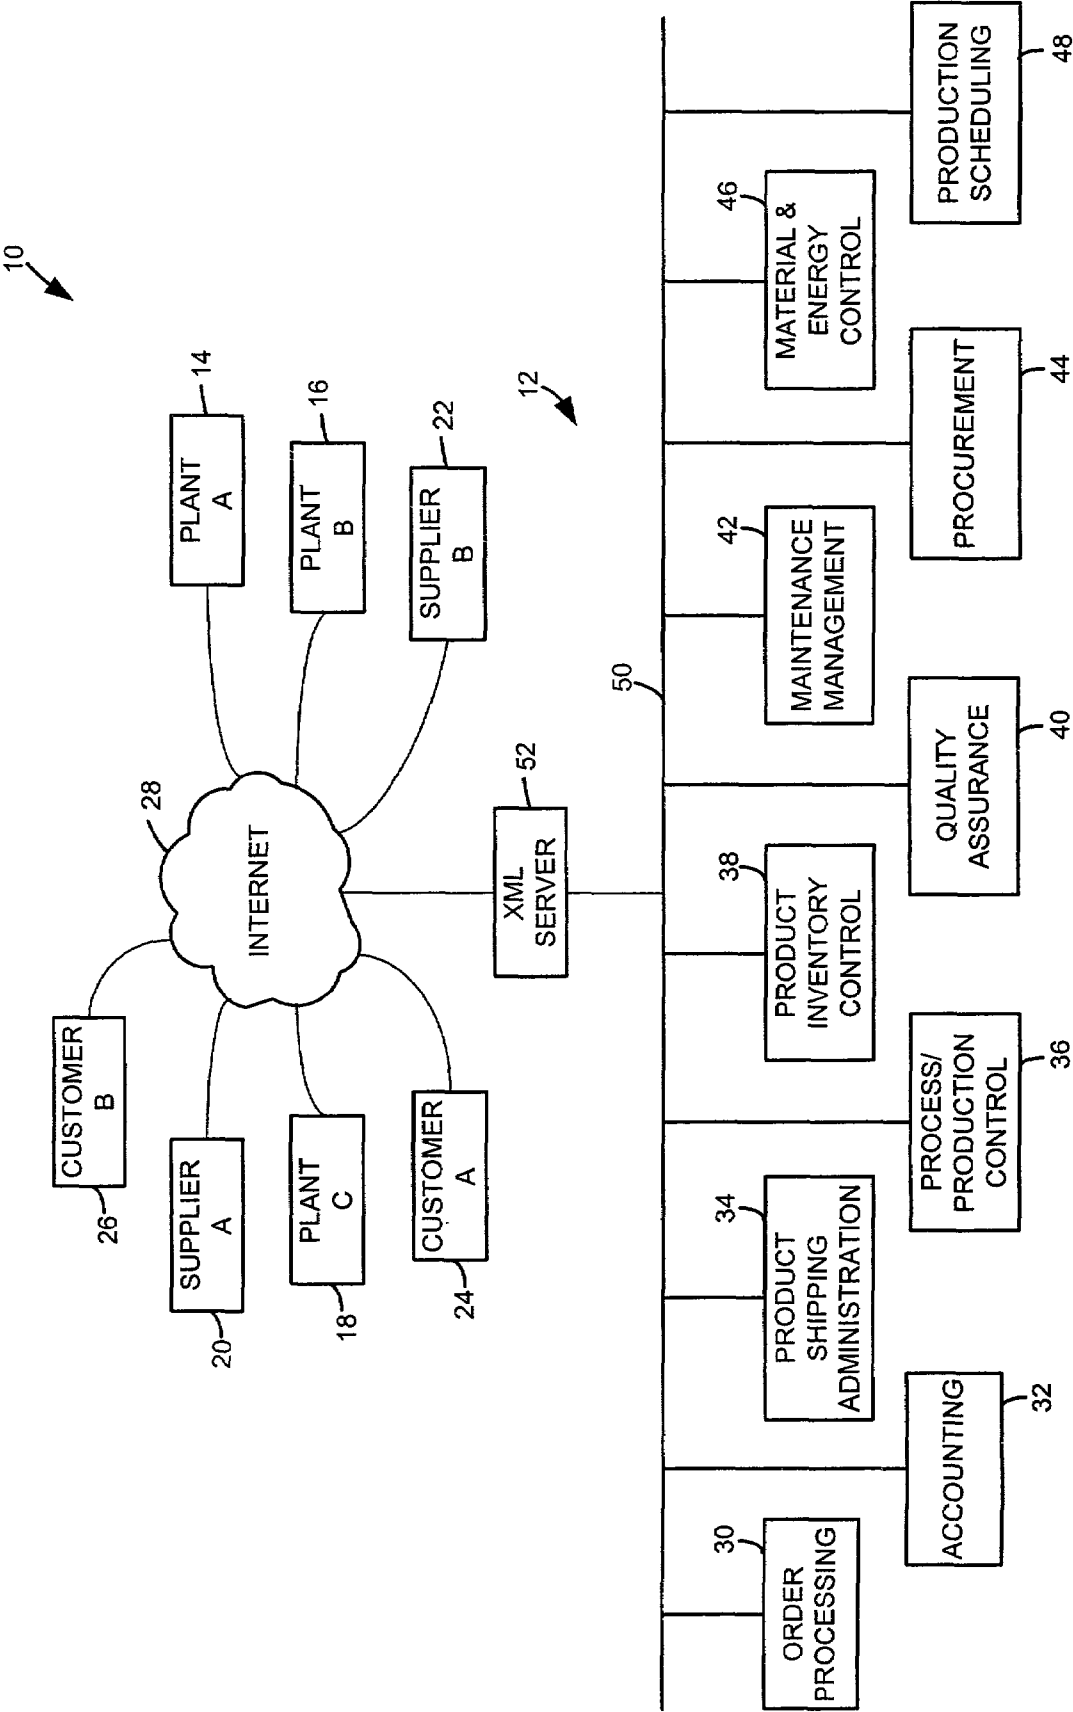 10
28
CUSTOMER
B
26
SUPPLIER
A
20
PLANT
C
18
CUSTOMER
A
24
INTERNET
PLANT
A
14
PLANT
B
16
SUPPLIER
B
22
XML
SERVER
52
12
50
ORDER
PROCESSING
30
ACCOUNTING
32
PRODUCT
SHIPPING
ADMINISTRATION
34
PROCESS/
PRODUCTION
CONTROL
36
PRODUCT
INVENTORY
CONTROL
38
QUALITY
ASSURANCE
40
MAINTENANCE
MANAGEMENT
42
PROCUREMENT
44
MATERIAL &
ENERGY
CONTROL
46
PRODUCTION
SCHEDULING
48